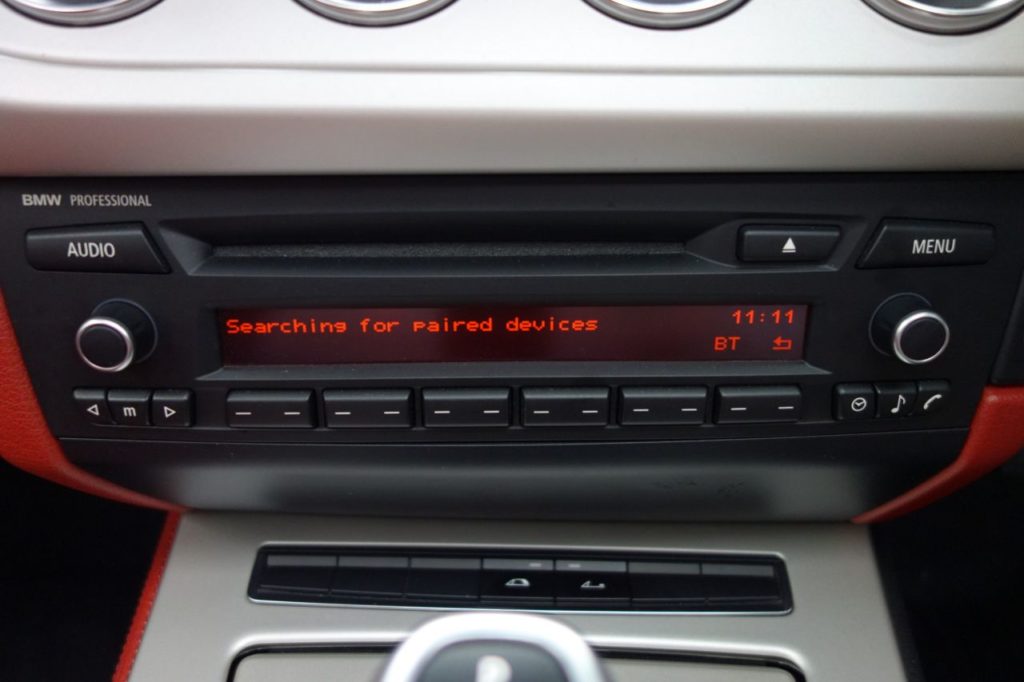 BMW PROFESSIONAL
AUDIO
MENU
Searching for paired devices
11:11
BT
m